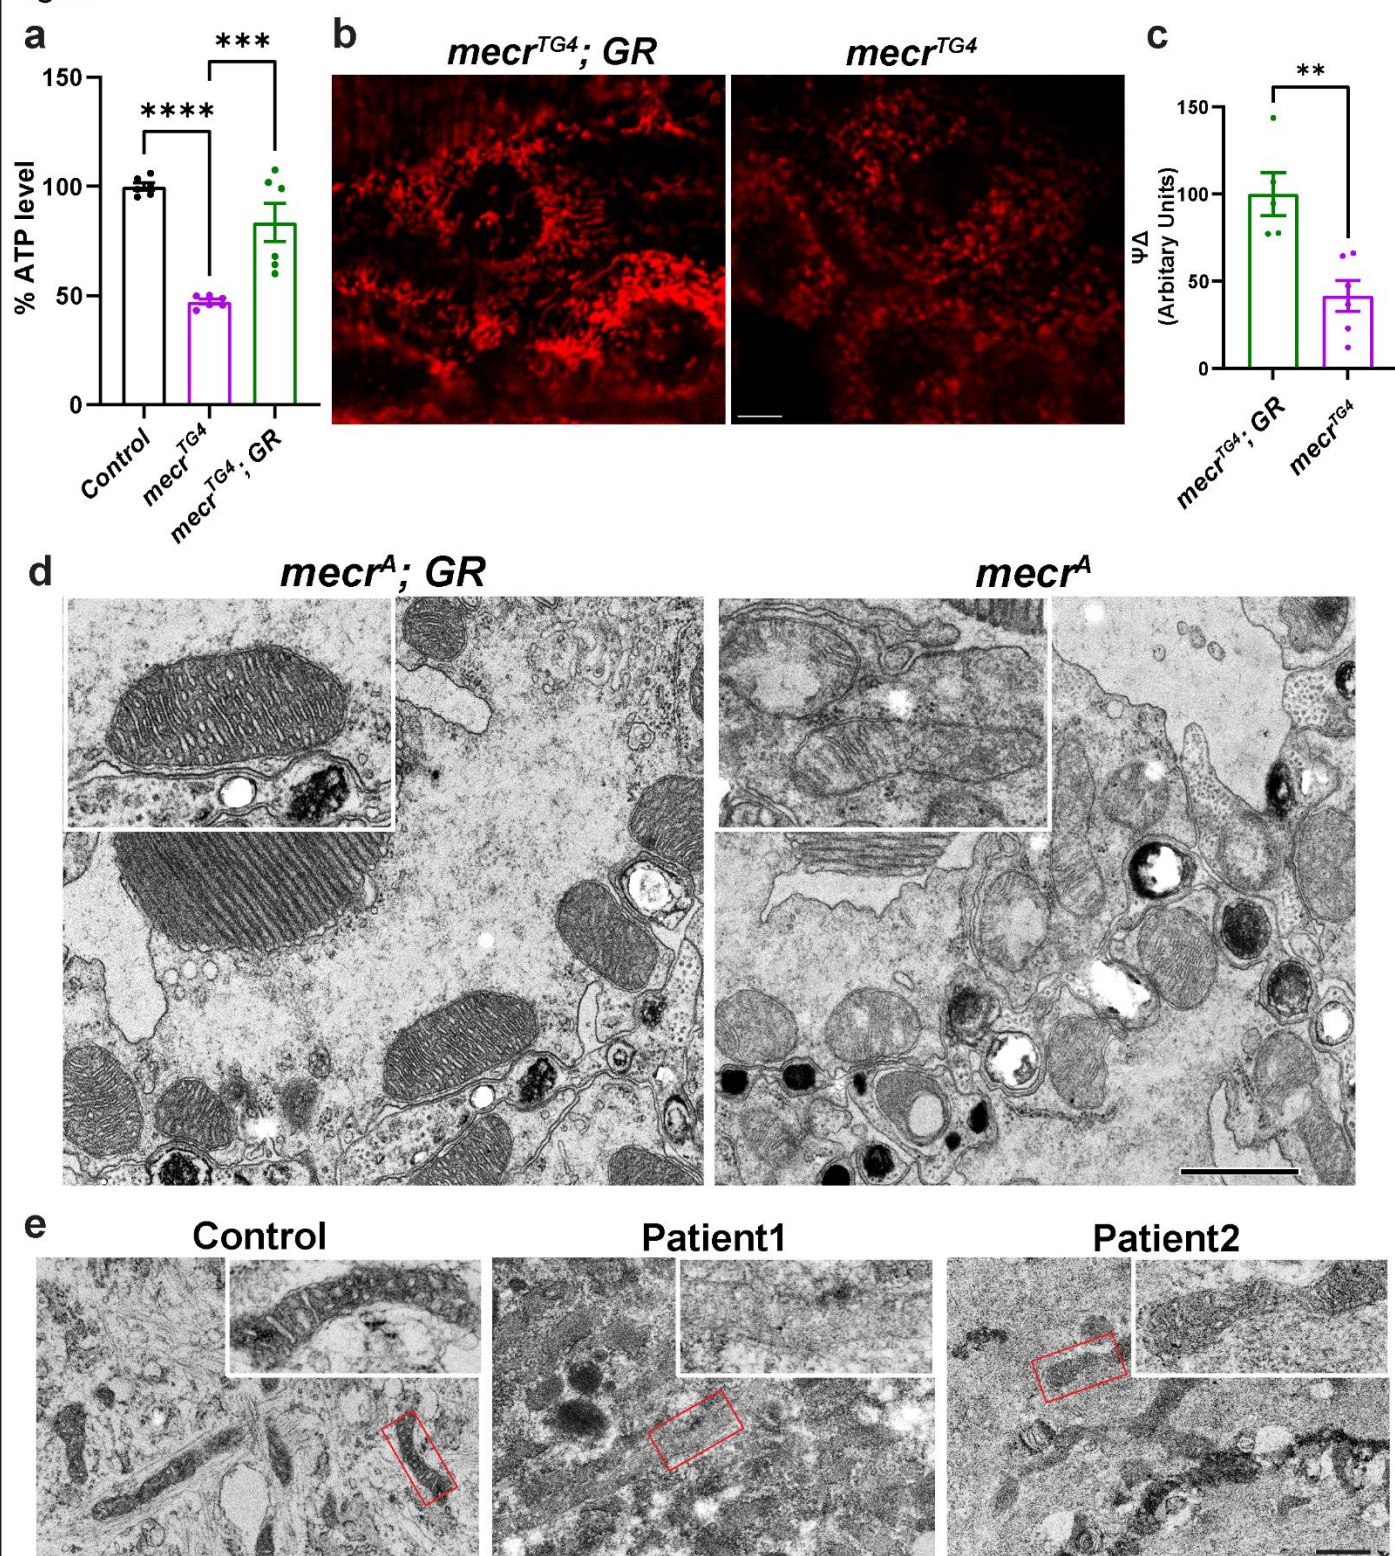 a
***
****
150
100
50
0
% ATP level
Control
mecrTG4
mecrTG4; GR
b
mecrTG4; GR
mecrTG4
c
**
150
100
50
0
ΨΔ
(Arbitary Units)
mecrTG4; GR
mecrTG4
d
mecrA; GR
mecrA
e
Control
Patient1
Patient2